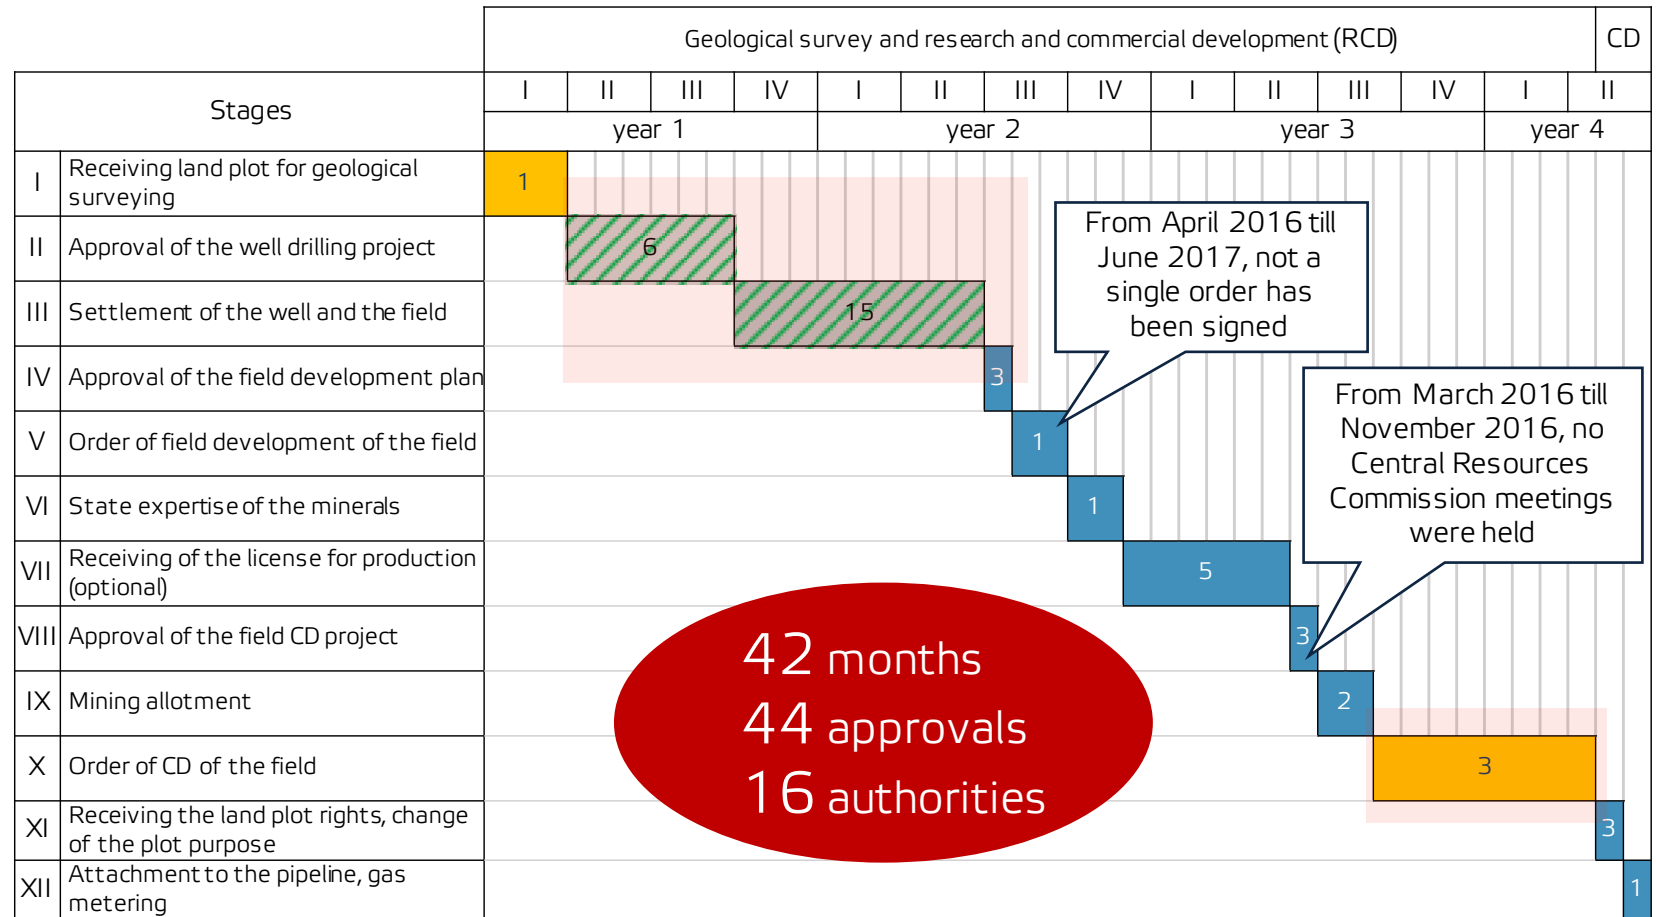 Geological survey and research and commercial development (RCD) CD
Stages
I II III IV I II III IV I II III IV I II
year 1 year 2 year 3 year 4
I Receiving land plot for geological
surveying
1
II Approval of the well drilling project
6
III Settlement of the well and the field
15
IV Approval of the field development plan
3
V Order of field development of the field
1
VI State expertise of the minerals
1
VII Receiving of the license for production
(optional)
5
VIII Approval of the field CD project
3
IX Mining allotment
2
X Order of CD of the field
3
XI Receiving the land plot rights, change
of the plot purpose
3
XII Attachment to the pipeline, gas
metering
1
From April 2016 till
June 2017, not a
single order has
been signed
From March 2016 till
November 2016, no
Central Resources
Commission meetings
were held
42 months
44 approvals
16 authorities